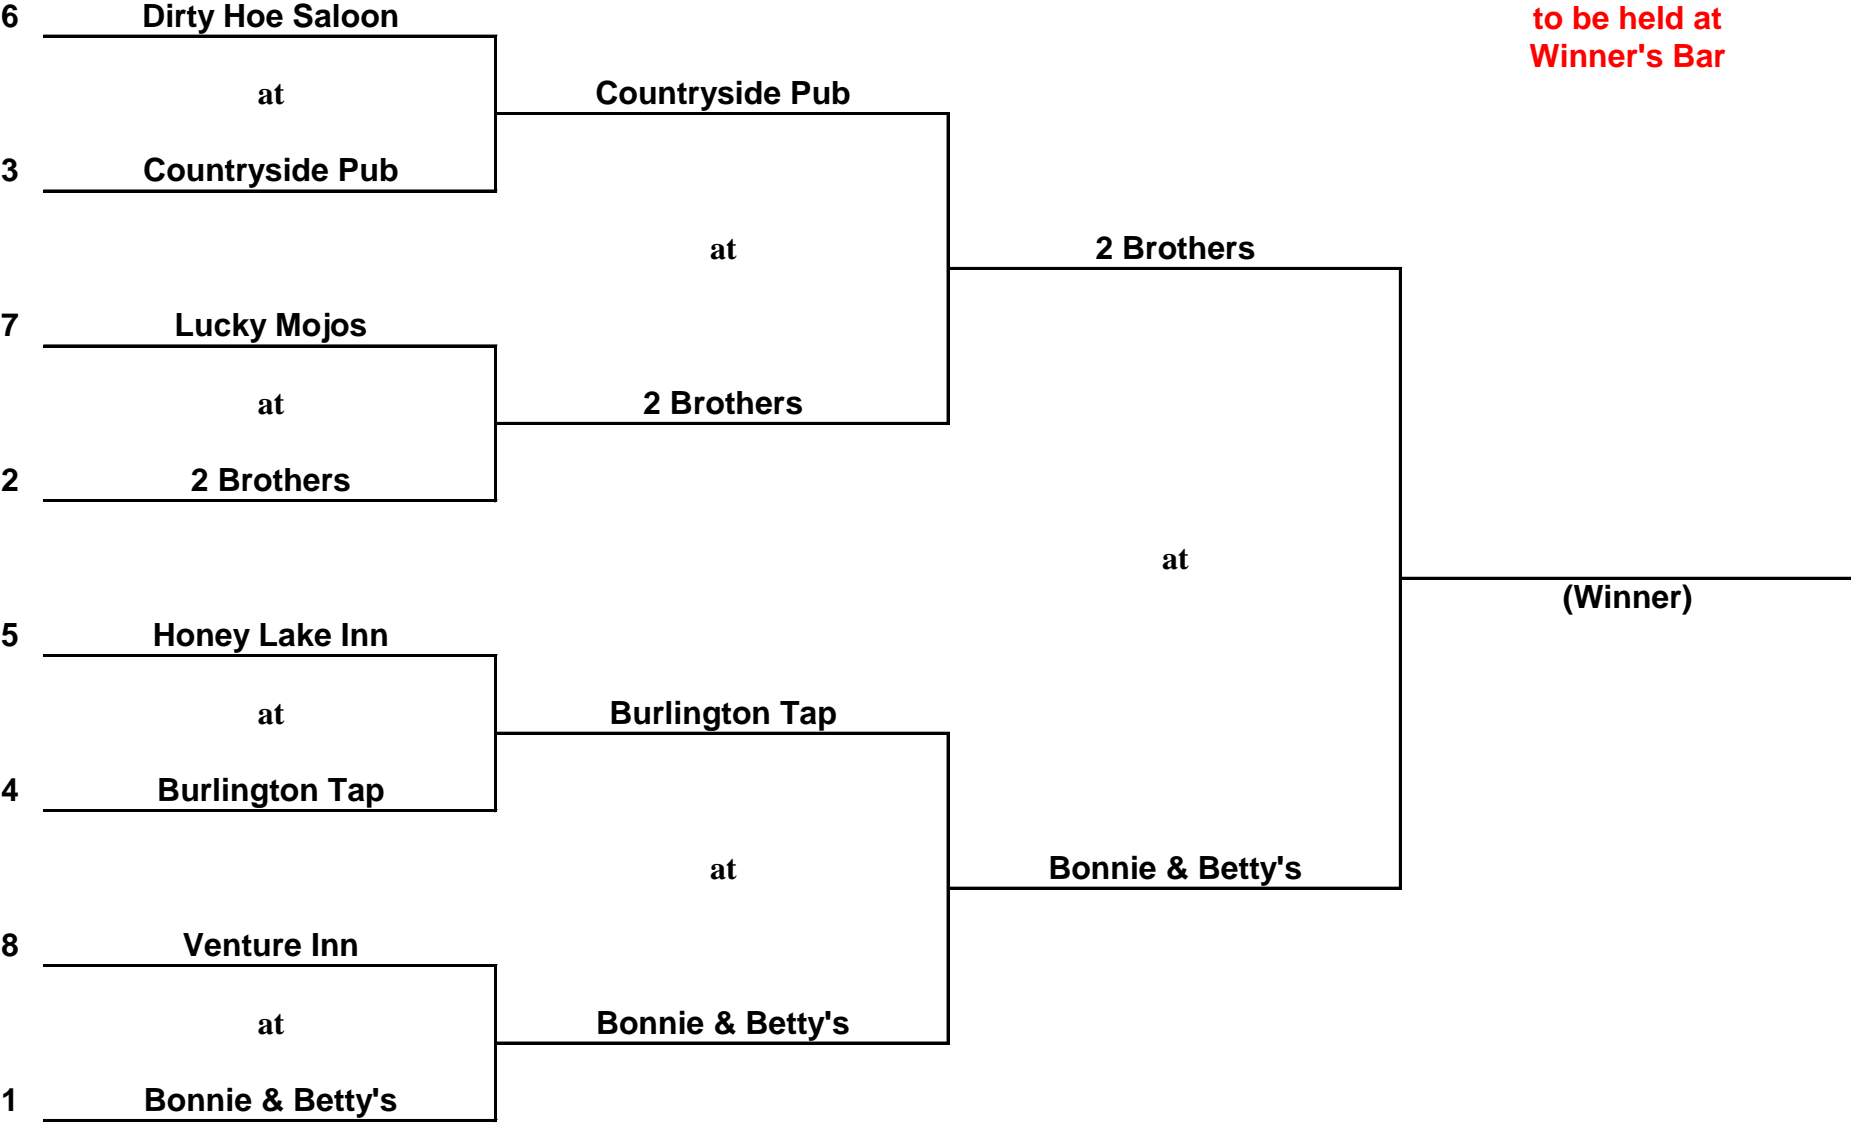 6 Dirty Hoe Saloon
to be held at
Winner's Bar
at
Countryside Pub
3 Countryside Pub
at
2 Brothers
7 Lucky Mojos
at
2 Brothers
2 2 Brothers
at
(Winner)
5 Honey Lake Inn
at
Burlington Tap
4 Burlington Tap
at
Bonnie & Betty's
8 Venture Inn
at
Bonnie & Betty's
1 Bonnie & Betty's